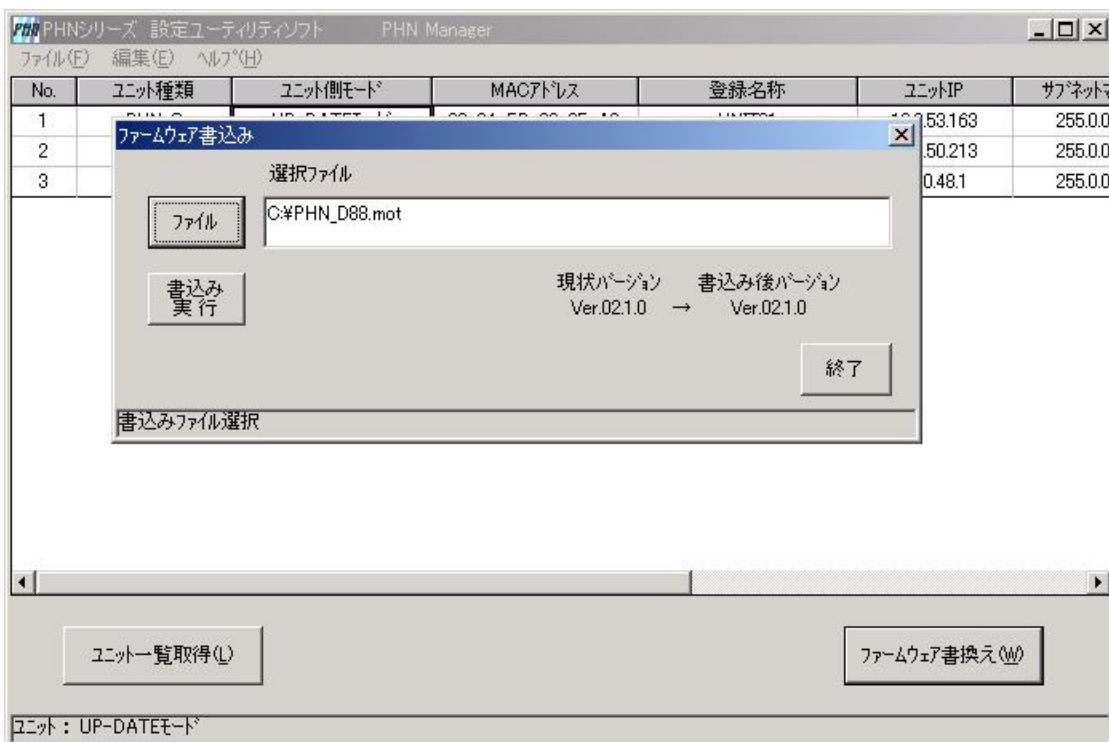 PHN PHNシリーズ 設定ユーティリティソフト PHN Manager
ファイル(F) 編集(E) ヘルプ(H)
No. ユニット種類 ユニット側モード MACアドレス 登録名称 ユニットIP サブネットマ
1 53.163 255.0.0
ファームウェア書込み
2 .50.213 255.0.0
選択ファイル
3 0.48.1 255.0.0
ファイル C:¥PHN_D88.mot
書込み 現状バージョン 書込み後バージョン
実行 Ver.02.1.0 → Ver.02.1.0
終了
書込みファイル選択
ユニット一覧取得(L) ファームウェア書換え(W)
ユニット : UP-DATEモード